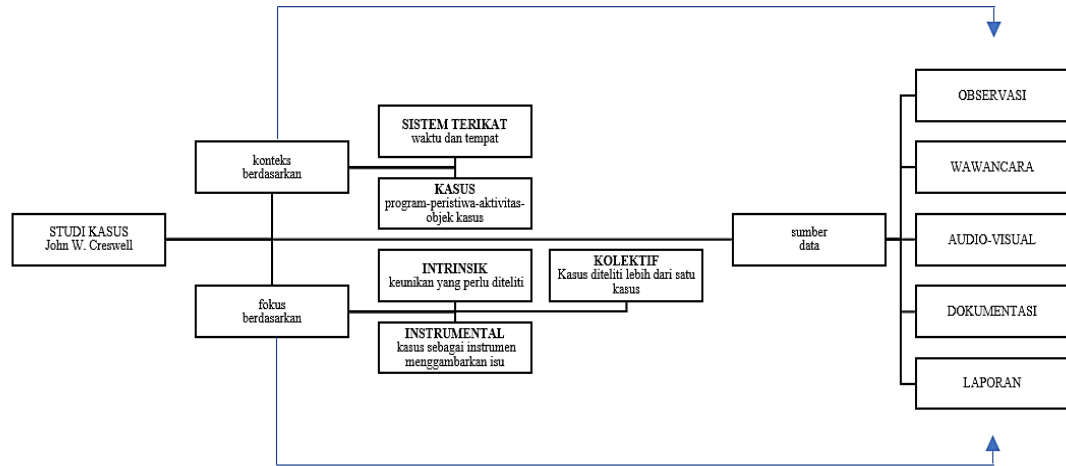 STUDI KASUS
John W. Creswell
konteks
berdasarkan
SISTEM TERIKAT
waktu dan tempat
KASUS
program-peristiwa-aktivitas-
objek kasus
fokus
berdasarkan
INTRINSIK
keunikan yang perlu diteliti
INSTRUMENTAL
kasus sebagai instrumen
menggambarkan isu
KOLEKTIF
Kasus diteliti lebih dari satu
kasus
sumber
data
OBSERVASI
WAWANCARA
AUDIO-VISUAL
DOKUMENTASI
LAPORAN